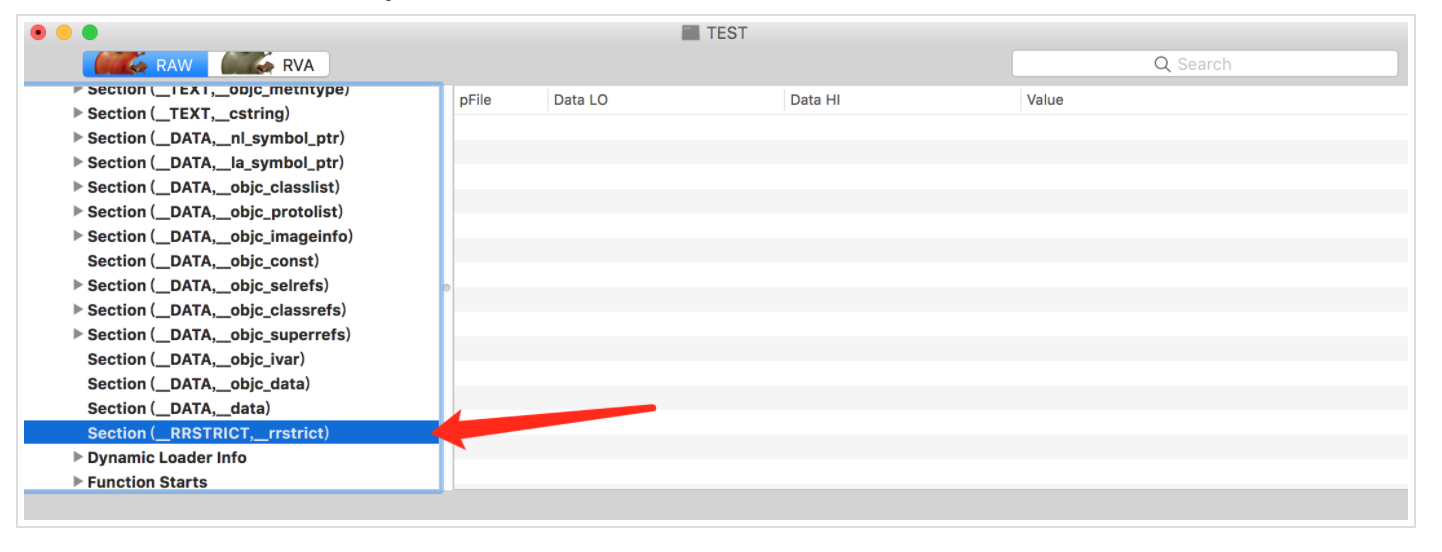 TEST
RAW RVA Search
pFile Data LO Data HI Value
Section (__TEXT,__objc_methtype)
Section (__TEXT,__cstring)
Section (__DATA,__nl_symbol_ptr)
Section (__DATA,__la_symbol_ptr)
Section (__DATA,__objc_classlist)
Section (__DATA,__objc_protolist)
Section (__DATA,__objc_imageinfo)
Section (__DATA,__objc_const)
Section (__DATA,__objc_selrefs)
Section (__DATA,__objc_classrefs)
Section (__DATA,__objc_superrefs)
Section (__DATA,__objc_ivar)
Section (__DATA,__objc_data)
Section (__DATA,__data)
Section (__RRSTRICT,__rrstrict)
Dynamic Loader Info
Function Starts